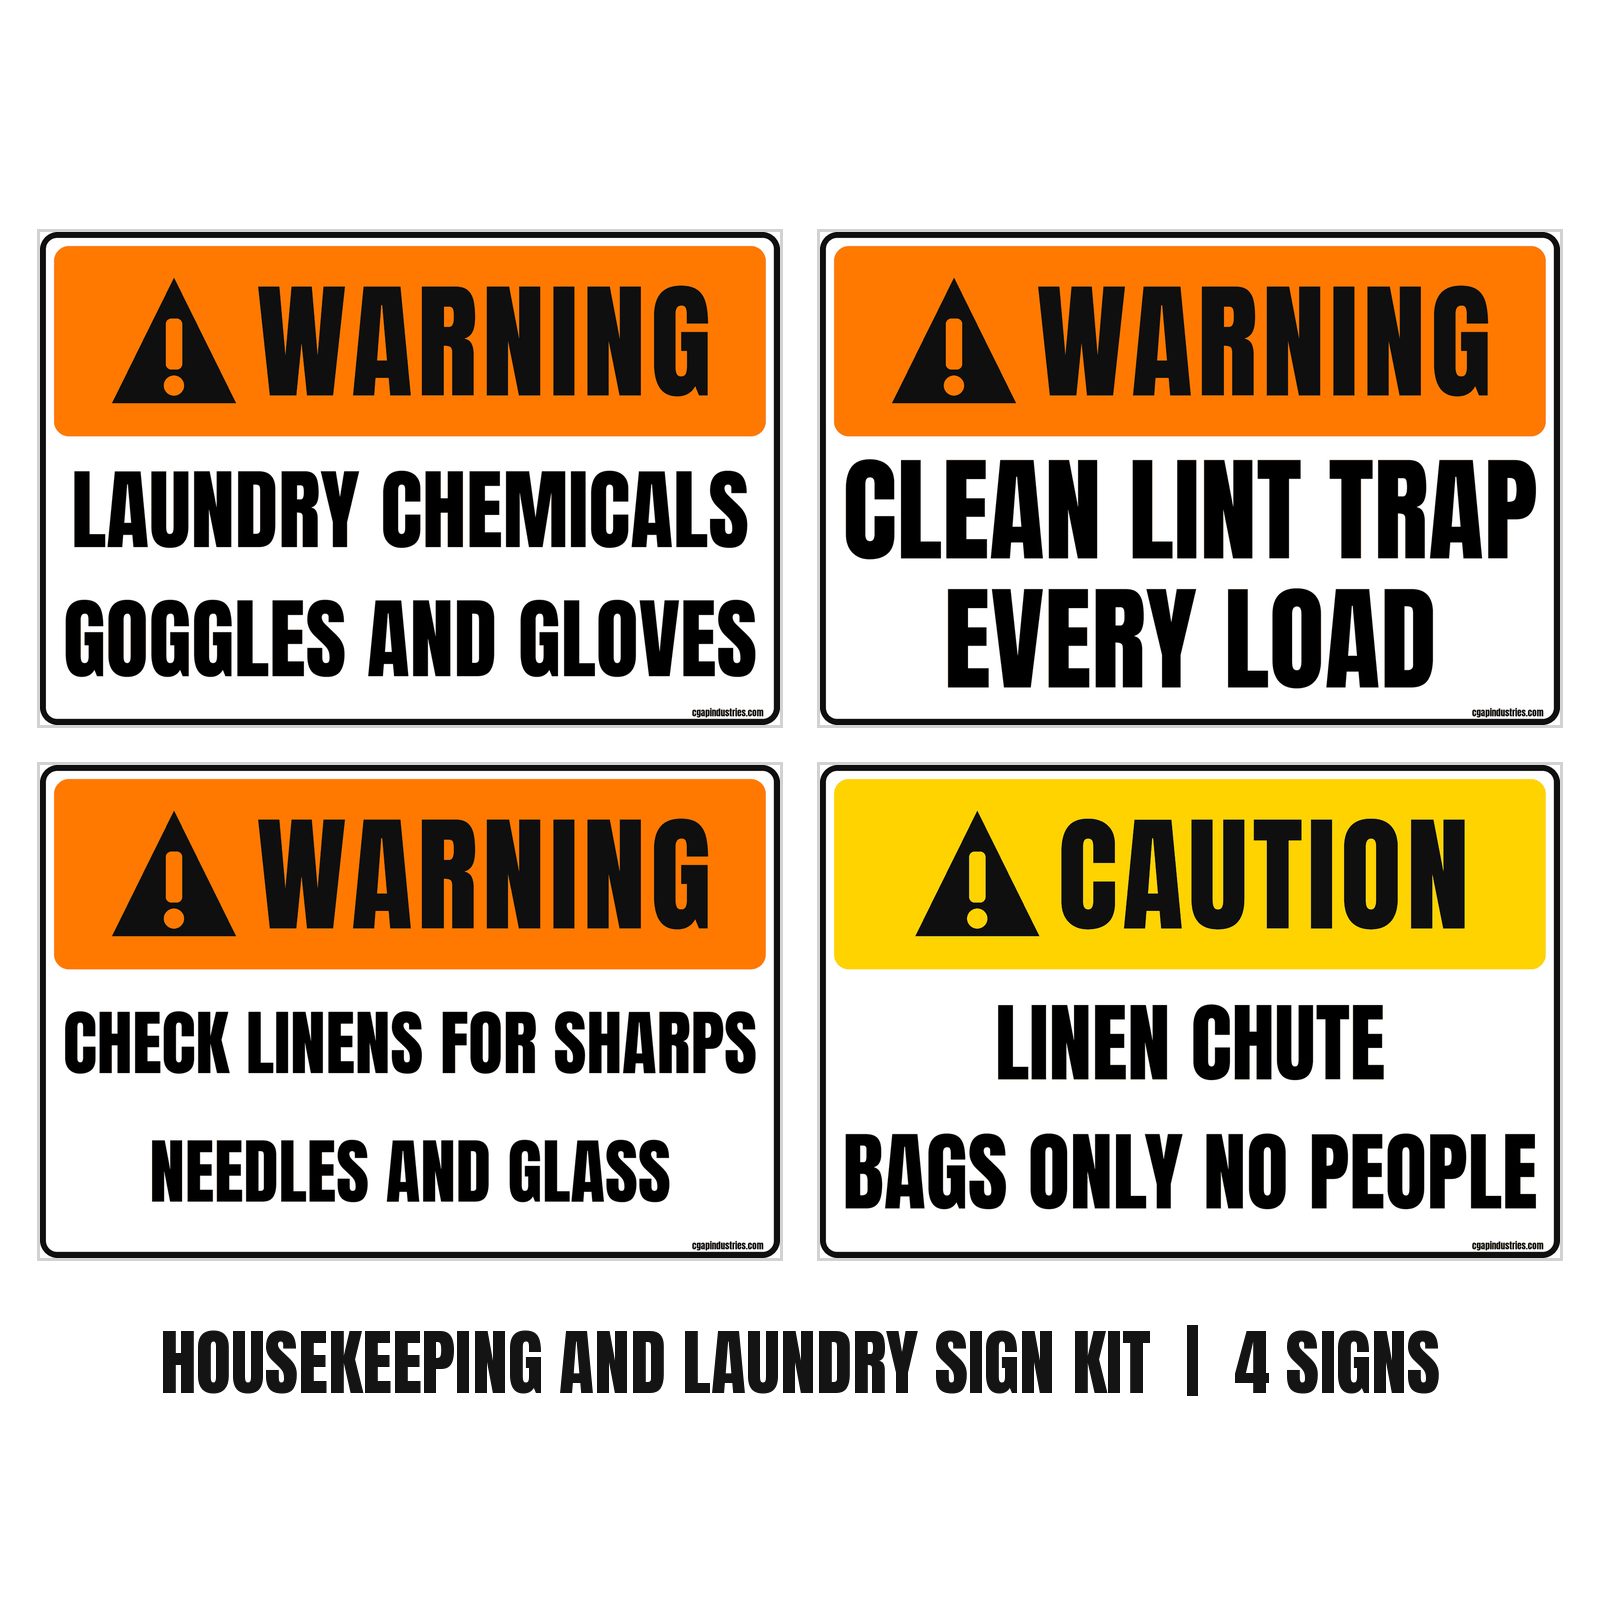 WARNING
LAUNDRY CHEMICALS
GOGGLES AND GLOVES
cgapindustries.com
WARNING
CLEAN LINT TRAP
EVERY LOAD
cgapindustries.com
WARNING
CHECK LINENS FOR SHARPS
NEEDLES AND GLASS
cgapindustries.com
CAUTION
LINEN CHUTE
BAGS ONLY NO PEOPLE
cgapindustries.com
HOUSEKEEPING AND LAUNDRY SIGN KIT | 4 SIGNS